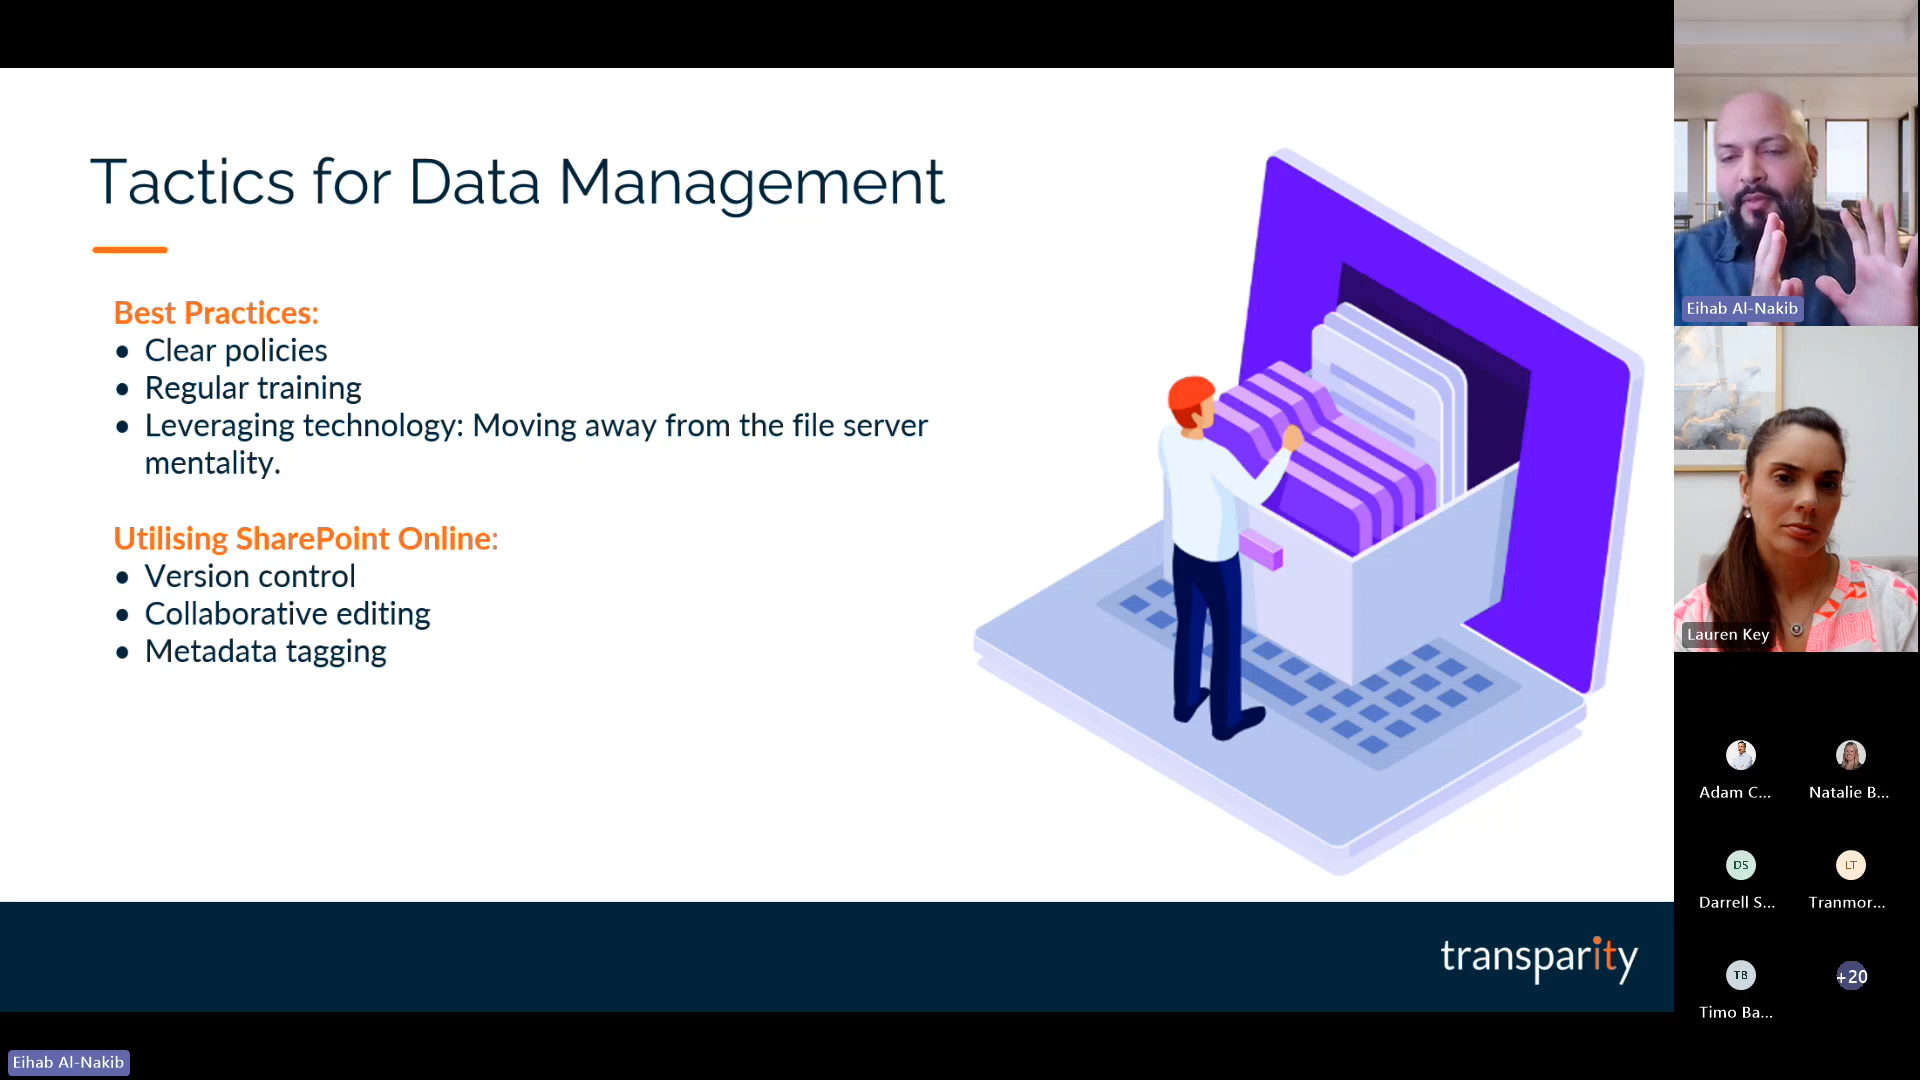 Tactics for Data Management
Best Practices:
• Clear policies
• Regular training
• Leveraging technology: Moving away from the file server
mentality.
Utilising SharePoint Online:
• Version control
• Collaborative editing
• Metadata tagging
transparity
Eihab Al-Nakib
Eihab Al-Nakib
Lauren Key
Adam C...
Natalie B...
DS
LT
Darrell S...
Tranmor...
TB
+20
Timo Ba...